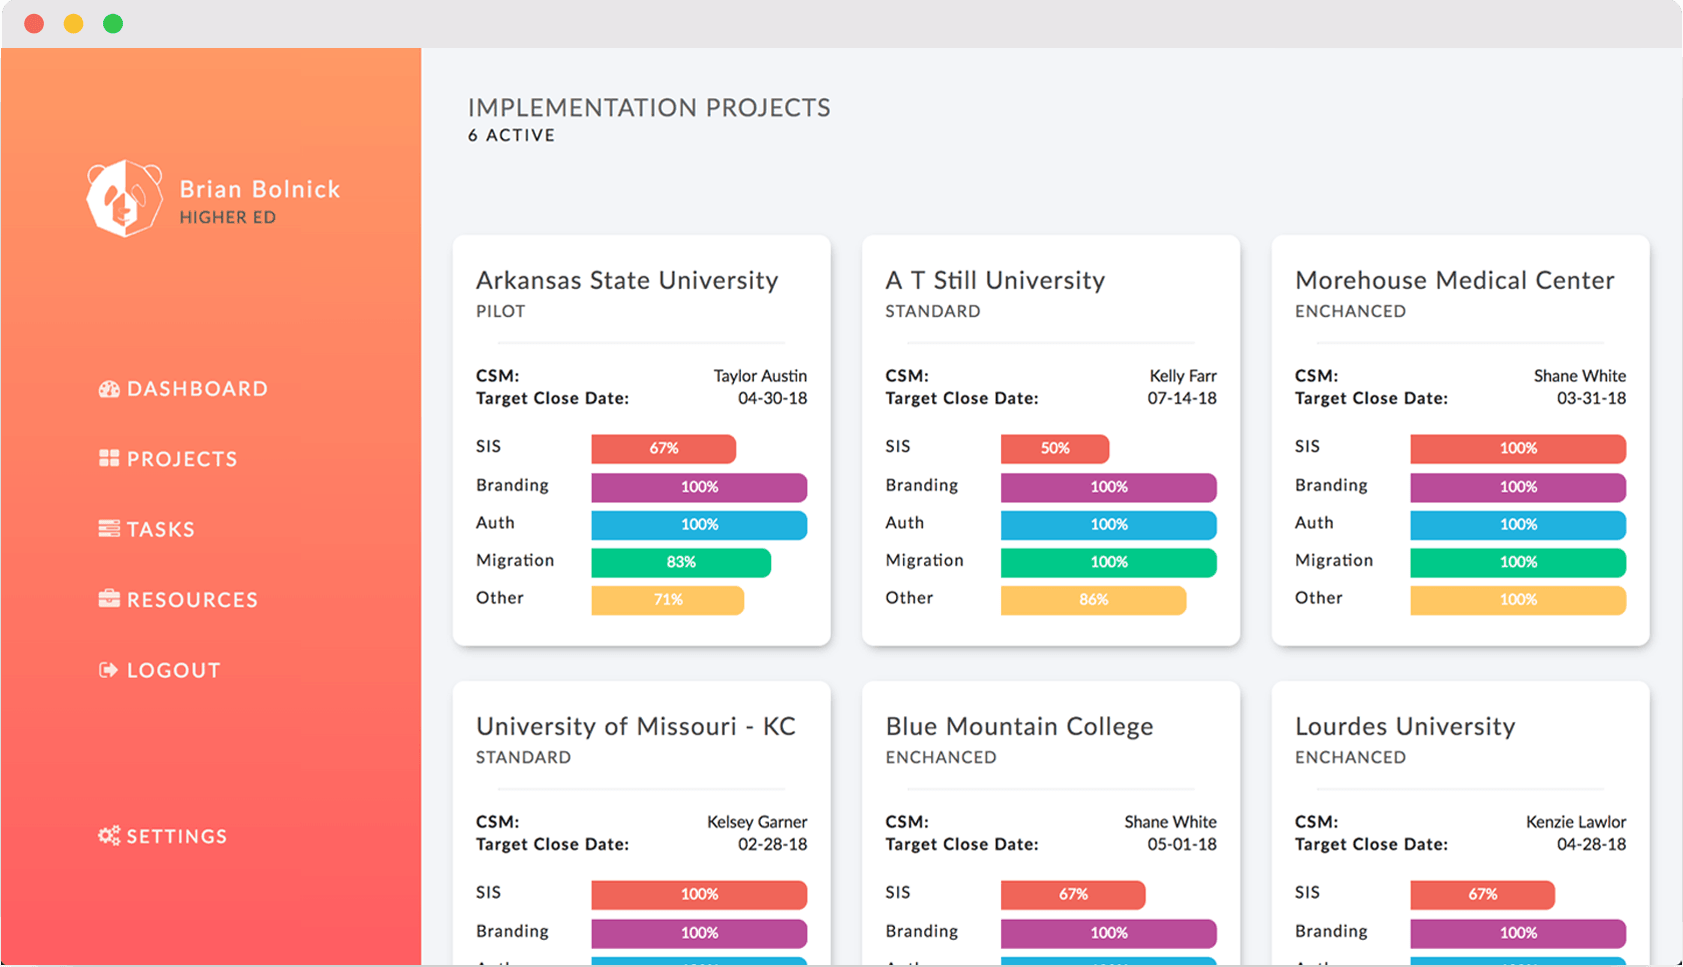 Brian Bolnick
HIGHER ED
DASHBOARD
PROJECTS
TASKS
RESOURCES
LOGOUT
SETTINGS
IMPLEMENTATION PROJECTS
6 ACTIVE
Arkansas State University
PILOT
CSM: Taylor Austin
Target Close Date: 04-30-18
SIS 67%
Branding 100%
Auth 100%
Migration 83%
Other 71%
A T Still University
STANDARD
CSM: Kelly Farr
Target Close Date: 07-14-18
SIS 50%
Branding 100%
Auth 100%
Migration 100%
Other 86%
Morehouse Medical Center
ENCHANCED
CSM: Shane White
Target Close Date: 03-31-18
SIS 100%
Branding 100%
Auth 100%
Migration 100%
Other 100%
University of Missouri - KC
STANDARD
CSM: Kelsey Garner
Target Close Date: 02-28-18
SIS 100%
Branding 100%
Blue Mountain College
ENCHANCED
CSM: Shane White
Target Close Date: 05-01-18
SIS 67%
Branding 100%
Lourdes University
ENCHANCED
CSM: Kenzie Lawlor
Target Close Date: 04-28-18
SIS 67%
Branding 100%